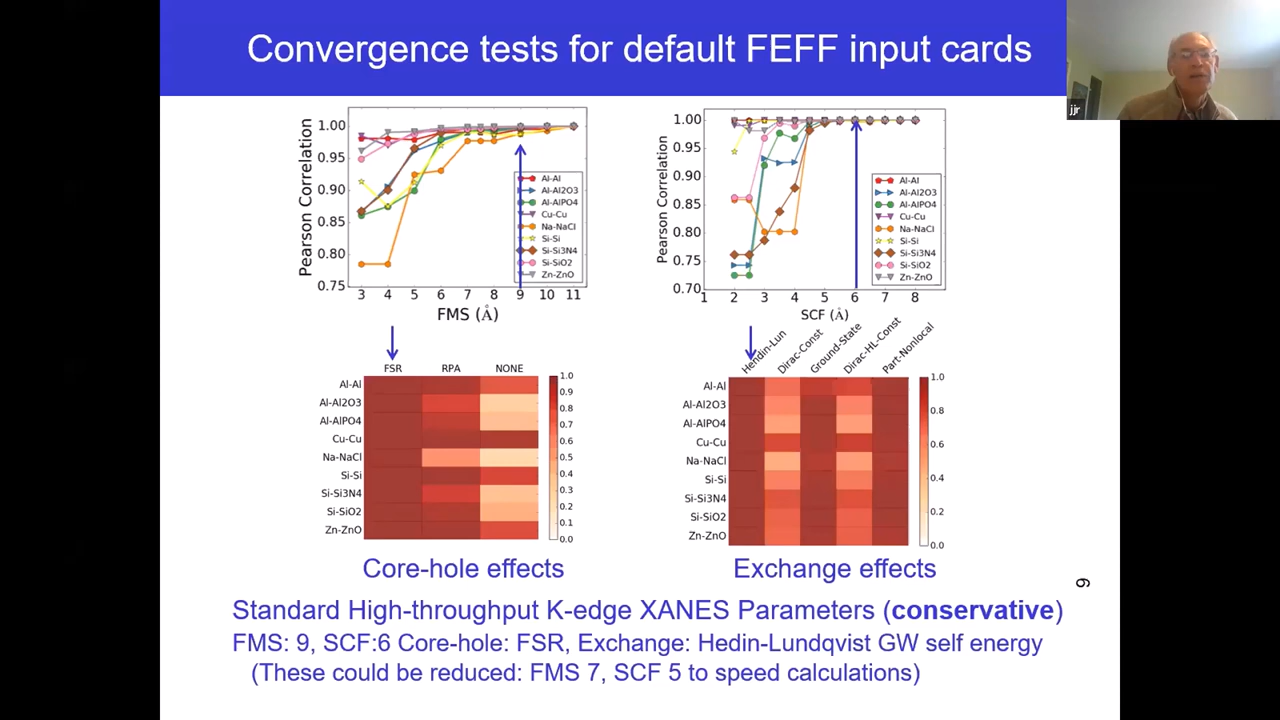 Convergence tests for default FEFF input cards
jjr
Pearson Correlation
1.00
0.95
0.90
0.85
0.80
0.75
3 4 5 6 7 8 9 10 11
FMS (Å)
Al-Al
Al-Al2O3
Al-AlPO4
Cu-Cu
Na-NaCl
Si-Si
Si-Si3N4
Si-SiO2
Zn-ZnO
Pearson Correlation
1.00
0.95
0.90
0.85
0.80
0.75
0.70
1 2 3 4 5 6 7 8
SCF (Å)
Al-Al
Al-Al2O3
Al-AlPO4
Cu-Cu
Na-NaCl
Si-Si
Si-Si3N4
Si-SiO2
Zn-ZnO
FSR RPA NONE
Al-Al
Al-Al2O3
Al-AlPO4
Cu-Cu
Na-NaCl
Si-Si
Si-Si3N4
Si-SiO2
Zn-ZnO
1.0
0.9
0.8
0.7
0.6
0.5
0.4
0.3
0.2
0.1
0.0
Hendin-Lun Dirac-Const Ground-State Dirac-HL-Const Part-Nonlocal
Al-Al
Al-Al2O3
Al-AlPO4
Cu-Cu
Na-NaCl
Si-Si
Si-Si3N4
Si-SiO2
Zn-ZnO
1.0
0.8
0.6
0.4
0.2
0.0
Core-hole effects
Exchange effects
9
Standard High-throughput K-edge XANES Parameters (conservative)
FMS: 9, SCF:6 Core-hole: FSR, Exchange: Hedin-Lundqvist GW self energy
(These could be reduced: FMS 7, SCF 5 to speed calculations)